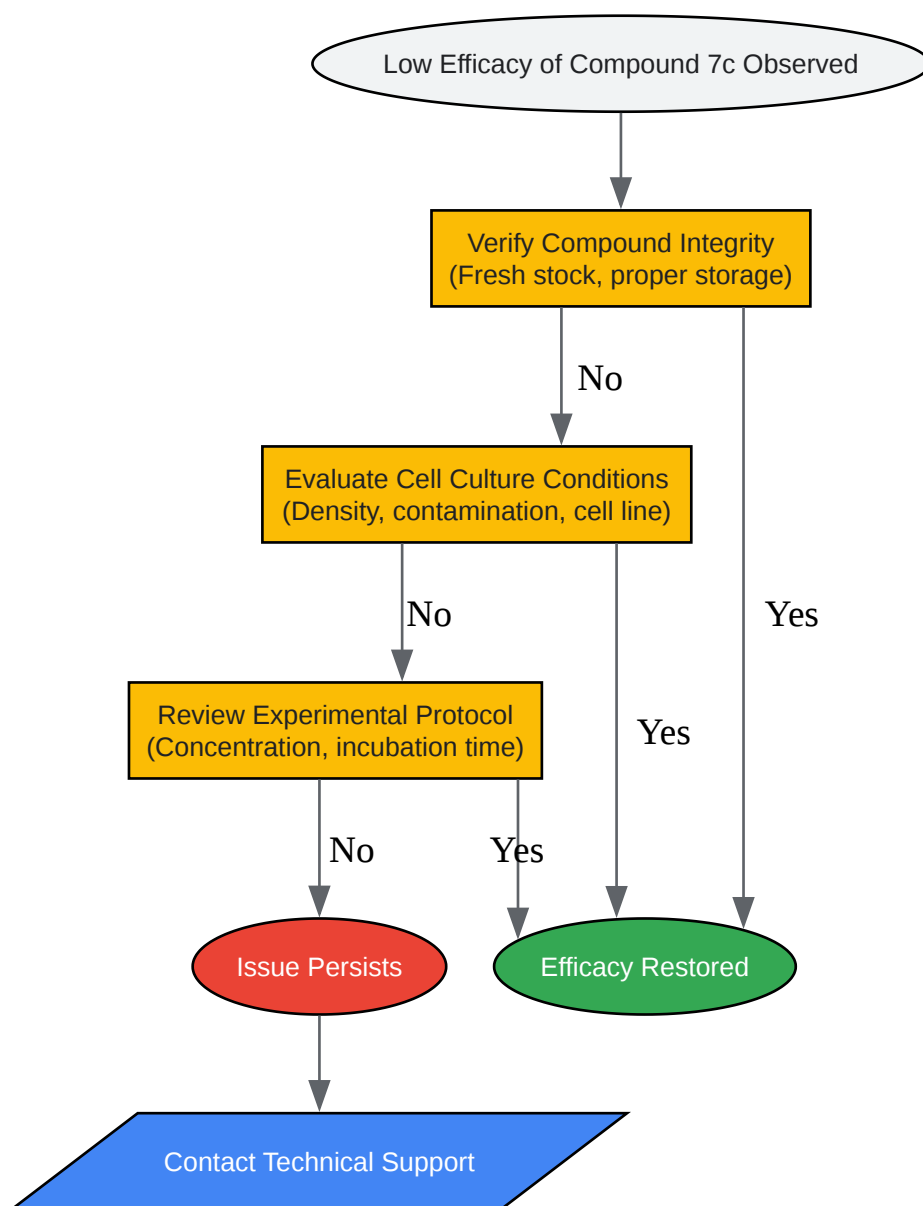 Low Efficacy of Compound 7c Observed
Verify Compound Integrity
(Fresh stock, proper storage)
No
Evaluate Cell Culture Conditions
(Density, contamination, cell line)
No
Yes
Review Experimental Protocol
(Concentration, incubation time)
Yes
No
Yes
Issue Persists
Efficacy Restored
Contact Technical Support